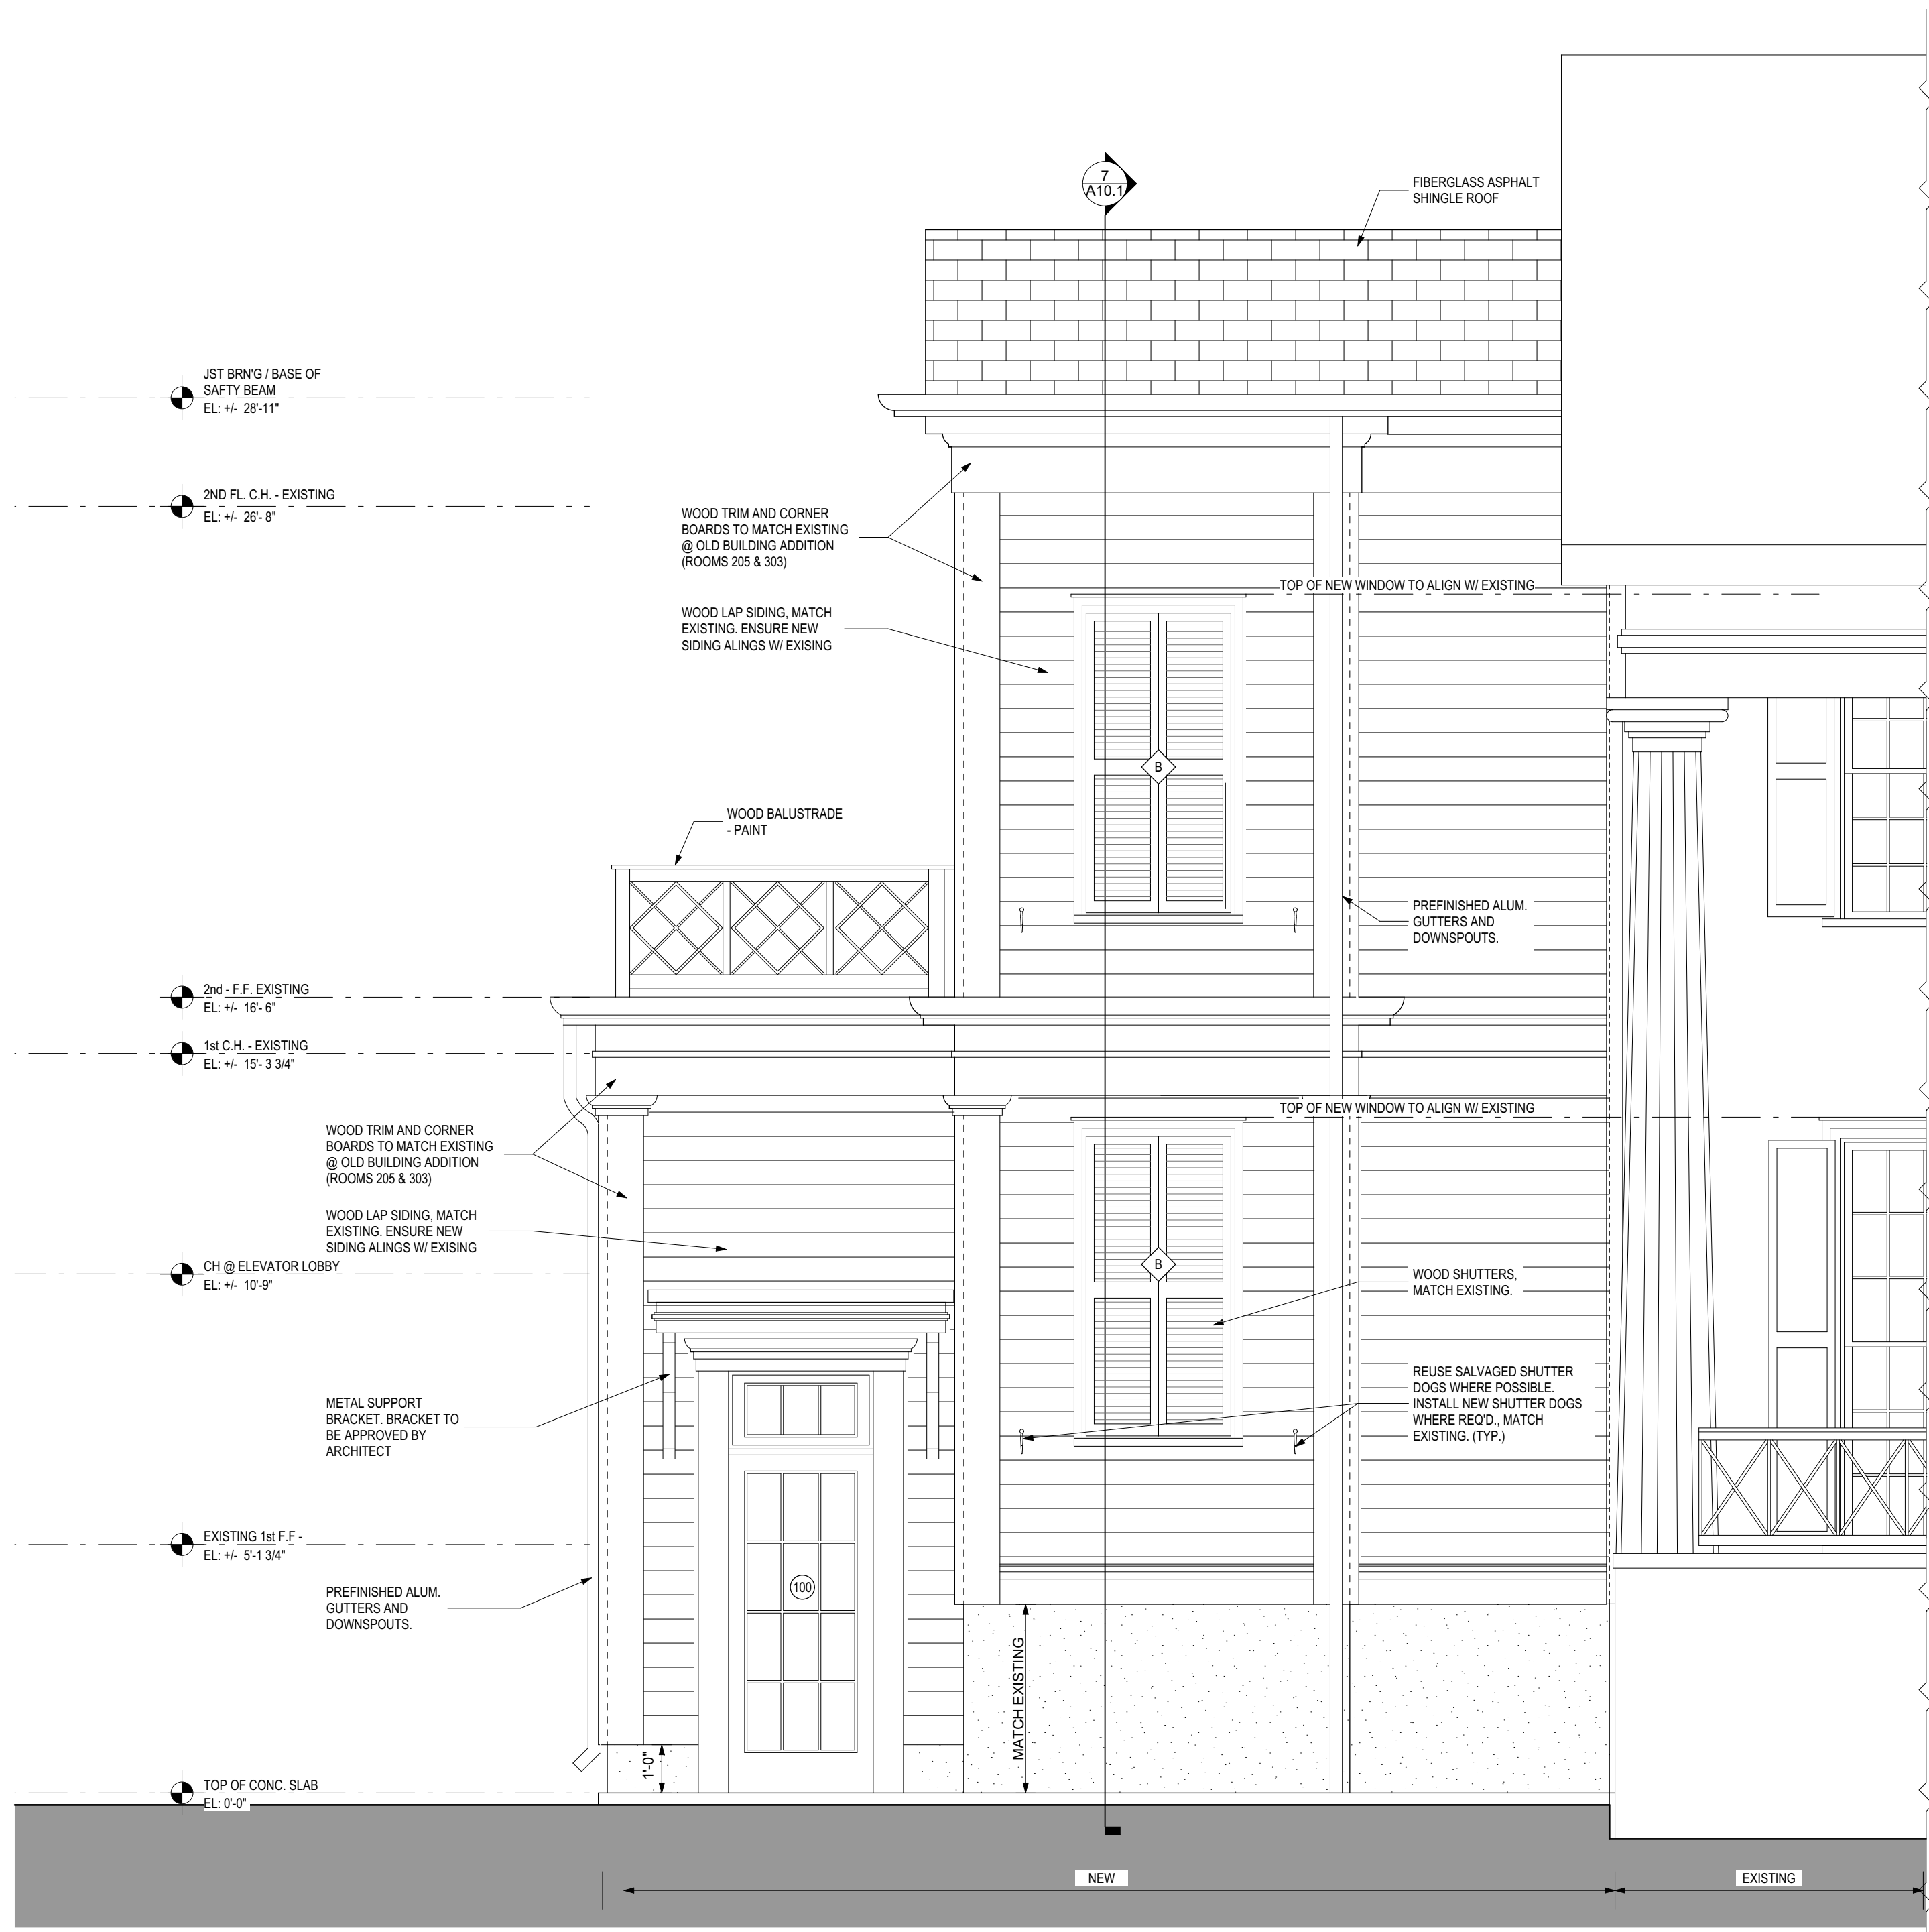 7
A10.1
FIBERGLASS ASPHALT
SHINGLE ROOF
JST BRN'G / BASE OF
SAFTY BEAM
EL: +/- 28'-11"
2ND FL. C.H. - EXISTING
EL: +/- 26'- 8"
WOOD TRIM AND CORNER
BOARDS TO MATCH EXISTING
@ OLD BUILDING ADDITION
(ROOMS 205 & 303)
TOP OF NEW WINDOW TO ALIGN W/ EXISTING
WOOD LAP SIDING, MATCH
EXISTING. ENSURE NEW
SIDING ALINGS W/ EXISING
B
WOOD BALUSTRADE
- PAINT
PREFINISHED ALUM.
GUTTERS AND
DOWNSPOUTS.
2nd - F.F. EXISTING
EL: +/- 16'- 6"
1st C.H. - EXISTING
EL: +/- 15'- 3 3/4"
TOP OF NEW WINDOW TO ALIGN W/ EXISTING
WOOD TRIM AND CORNER
BOARDS TO MATCH EXISTING
@ OLD BUILDING ADDITION
(ROOMS 205 & 303)
WOOD LAP SIDING, MATCH
EXISTING. ENSURE NEW
SIDING ALINGS W/ EXISING
B
CH @ ELEVATOR LOBBY
EL: +/- 10'-9"
WOOD SHUTTERS,
MATCH EXISTING.
REUSE SALVAGED SHUTTER
DOGS WHERE POSSIBLE.
INSTALL NEW SHUTTER DOGS
WHERE REQ'D., MATCH
EXISTING. (TYP.)
METAL SUPPORT
BRACKET. BRACKET TO
BE APPROVED BY
ARCHITECT
EXISTING 1st F.F -
EL: +/- 5'-1 3/4"
100
PREFINISHED ALUM.
GUTTERS AND
DOWNSPOUTS.
MATCH EXISTING
1'-0"
TOP OF CONC. SLAB
EL: 0'-0"
NEW
EXISTING